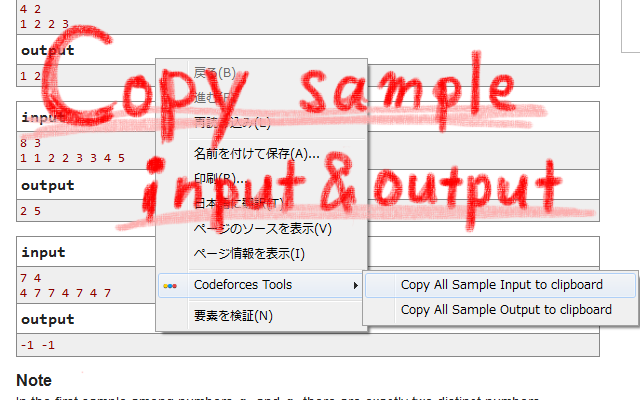 4 2
1 2 2 3
output
1 2
Copy sample
input & output
input
8 3
1 1 2 2 3 3 4 5
output
2 5
input
7 4
4 7 7 4 7 4 7
output
-1 -1
Note
戻る(B)
進む(F)
再読み込み(L)
名前を付けて保存(A)...
印刷(P)...
日本語に翻訳(T)
ページのソースを表示(V)
ページ情報を表示(I)
Codeforces Tools
要素を検証(N)
Copy All Sample Input to clipboard
Copy All Sample Output to clipboard